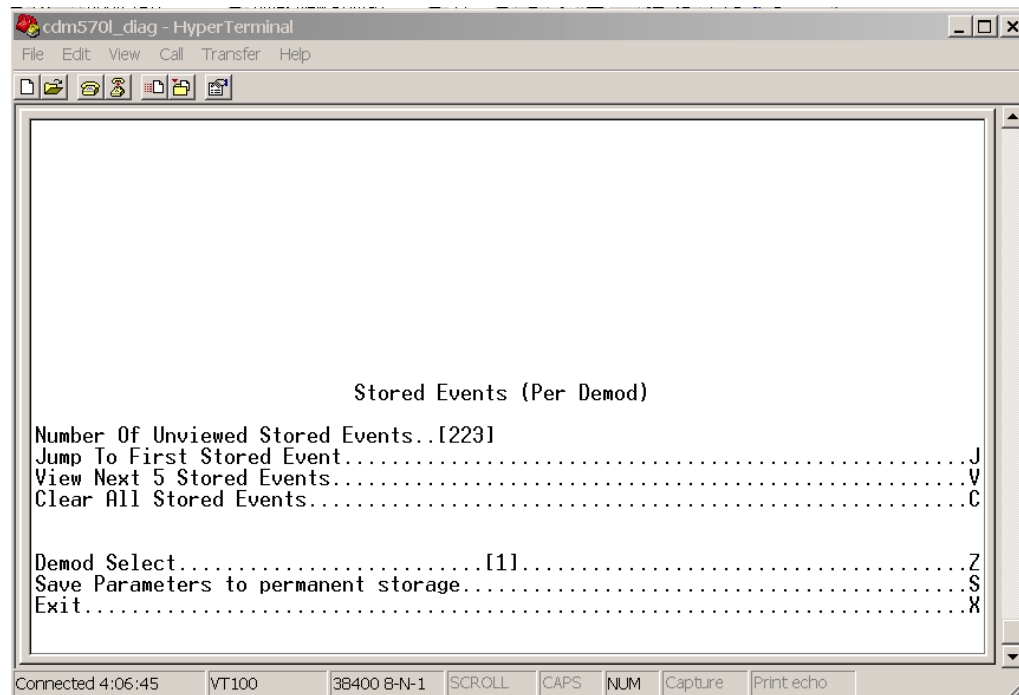 cdm570l_diag - HyperTerminal
File Edit View Call Transfer Help
Stored Events (Per Demod)
Number Of Unviewed Stored Events..[223]
Jump To First Stored Event..................................................J
View Next 5 Stored Events...................................................V
Clear All Stored Events.....................................................C
Demod Select........................[1].....................................Z
Save Parameters to permanent storage........................................S
Exit........................................................................X
Connected 4:06:45 VT100 38400 8-N-1 SCROLL CAPS NUM Capture Print echo